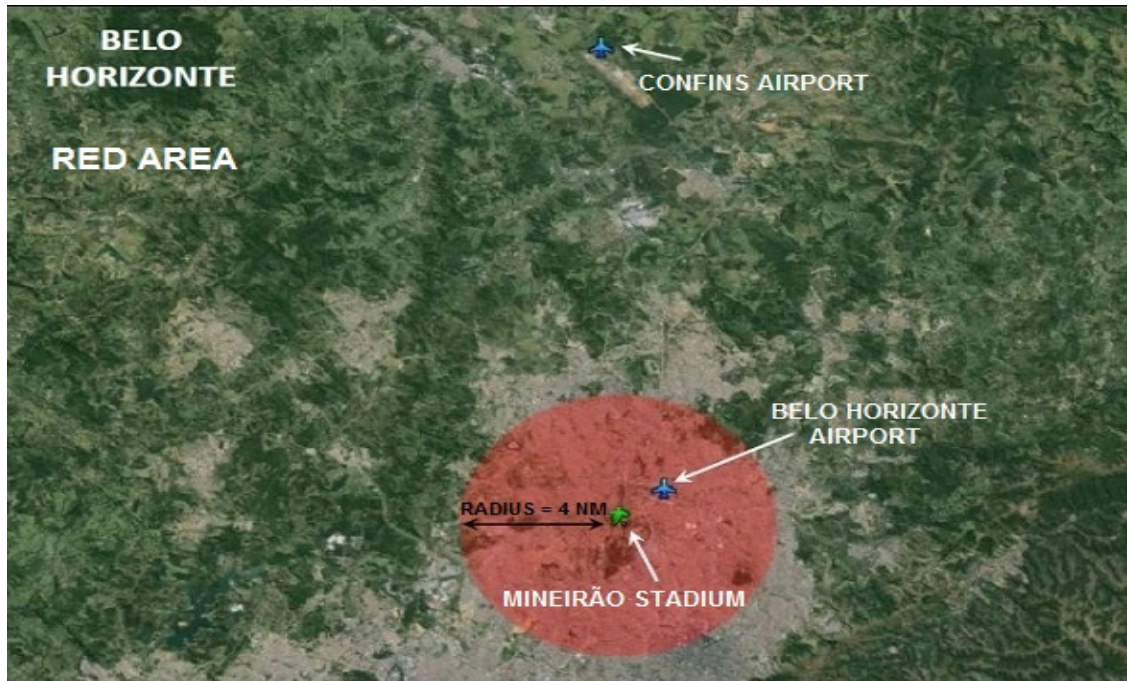 BELO
HORIZONTE
CONFINS AIRPORT
RED AREA
BELO HORIZONTE
AIRPORT
RADIUS = 4 NM
MINEIRÃO STADIUM